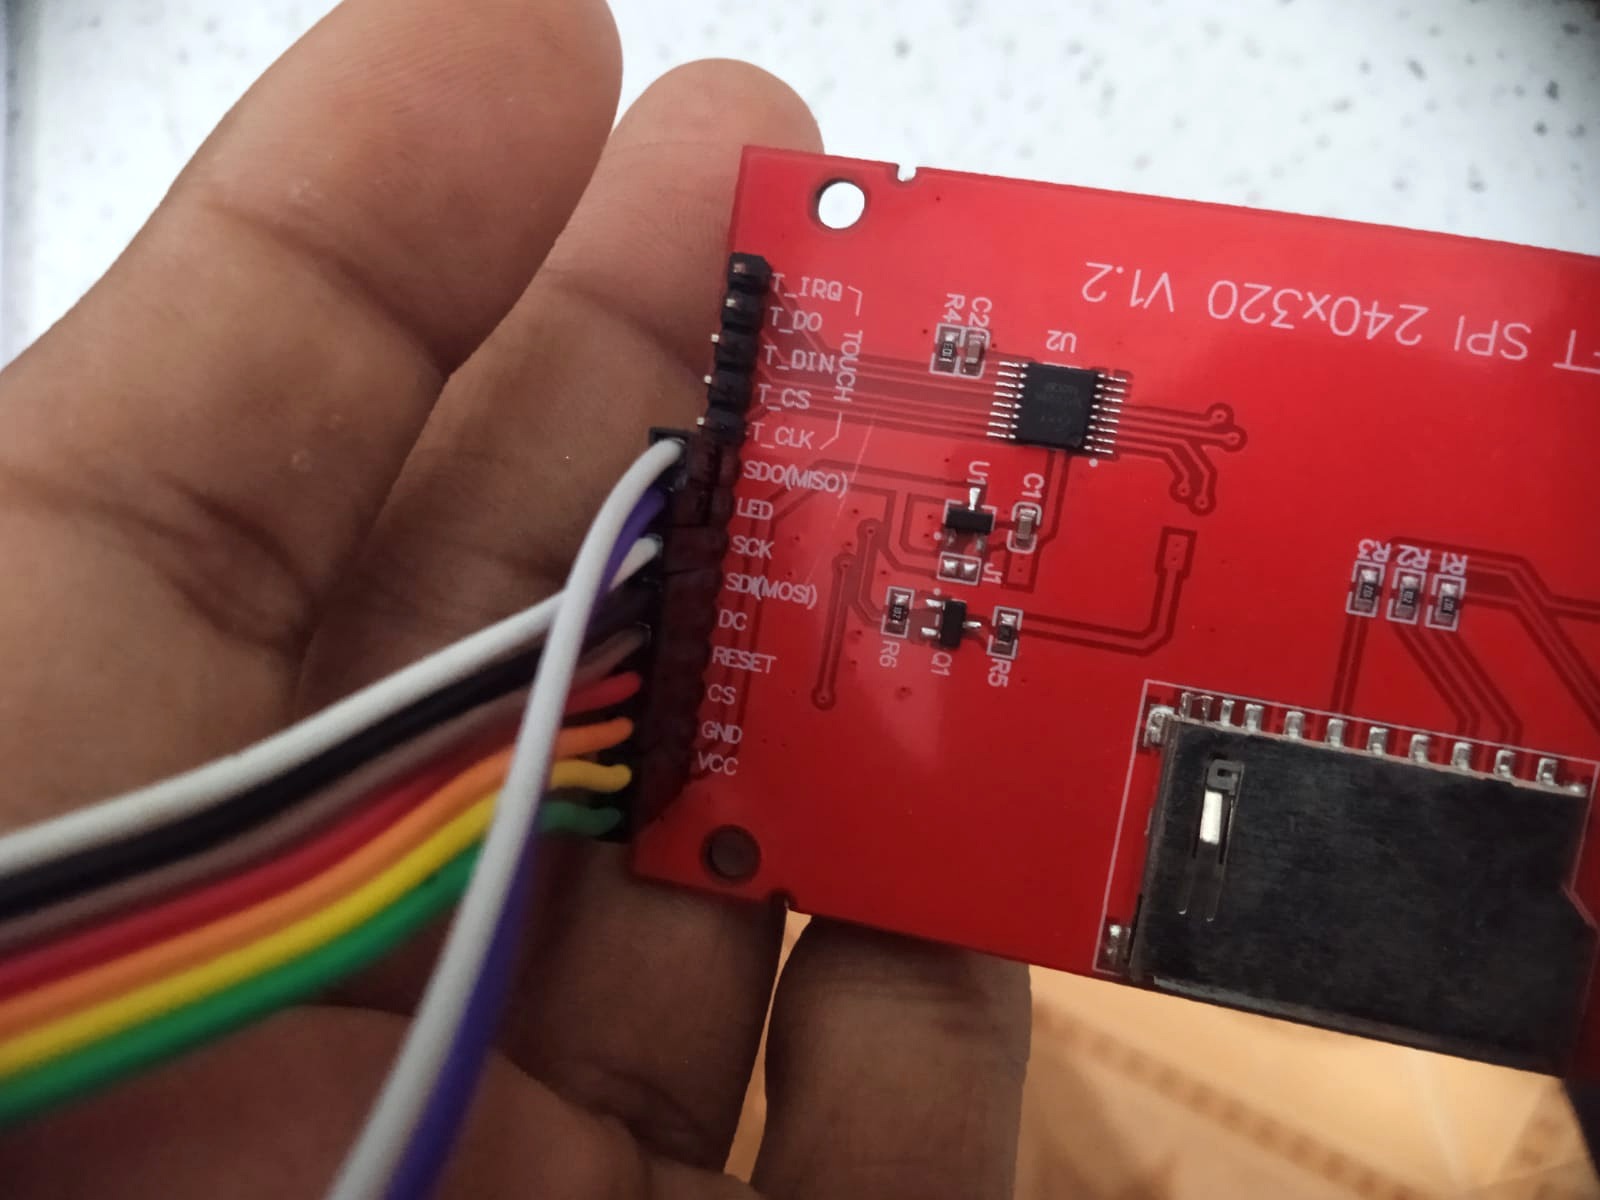 T_IRQ
T_DO
T_DIN
T_CS
T_CLK
TOUCH
SDO(MISO)
LED
SCK
SDI(MOSI)
DC
RESET
CS
GND
VCC
R4
C2
U2
FT SPI 240x320 V1.2
U1
C1
J1
R6
Q1
R5
R3
R2
R1